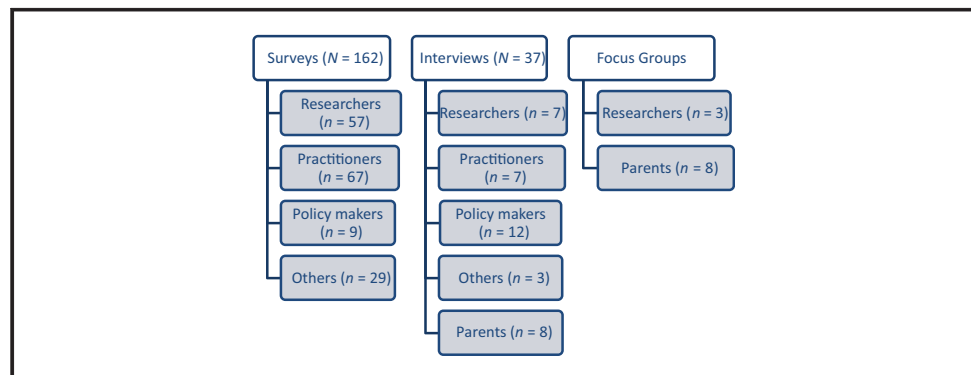 Surveys (N = 162)
Researchers
(n = 57)
Practitioners
(n = 67)
Policy makers
(n = 9)
Others (n = 29)
Interviews (N = 37)
Researchers (n = 7)
Practitioners
(n = 7)
Policy makers
(n = 12)
Others (n = 3)
Parents (n = 8)
Focus Groups
Researchers (n = 3)
Parents (n = 8)